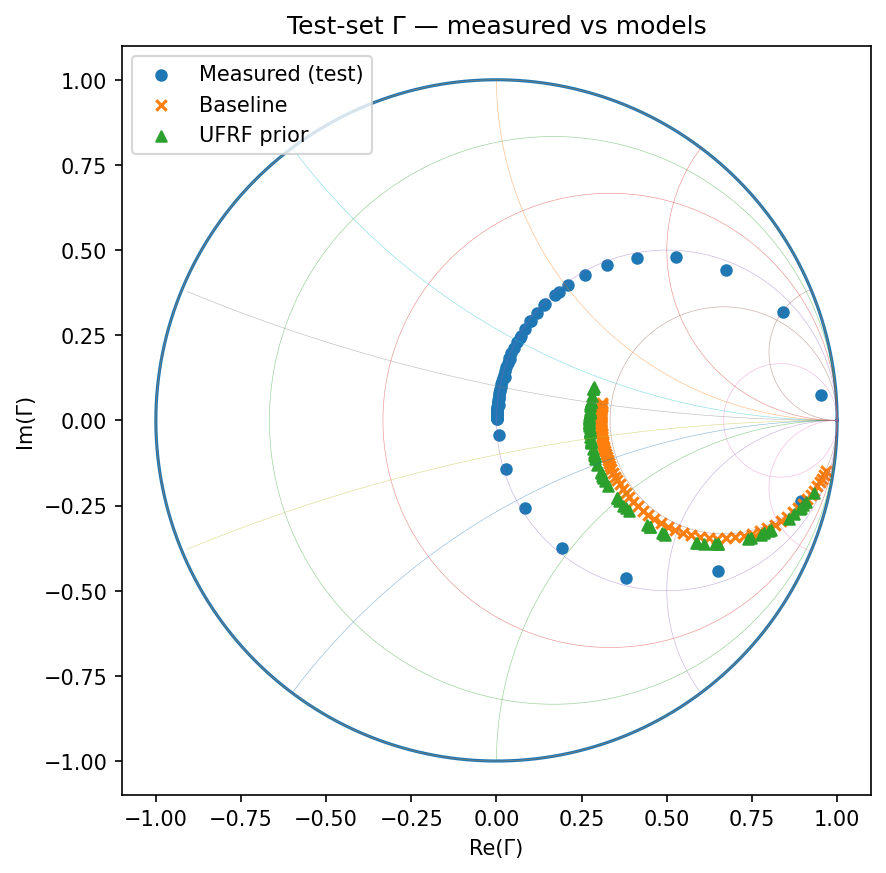 Test-set Γ — measured vs models
Measured (test)
Baseline
UFRF prior
1.00
0.75
0.50
0.25
0.00
−0.25
−0.50
−0.75
−1.00
Im(Γ)
−1.00 −0.75 −0.50 −0.25 0.00 0.25 0.50 0.75 1.00
Re(Γ)